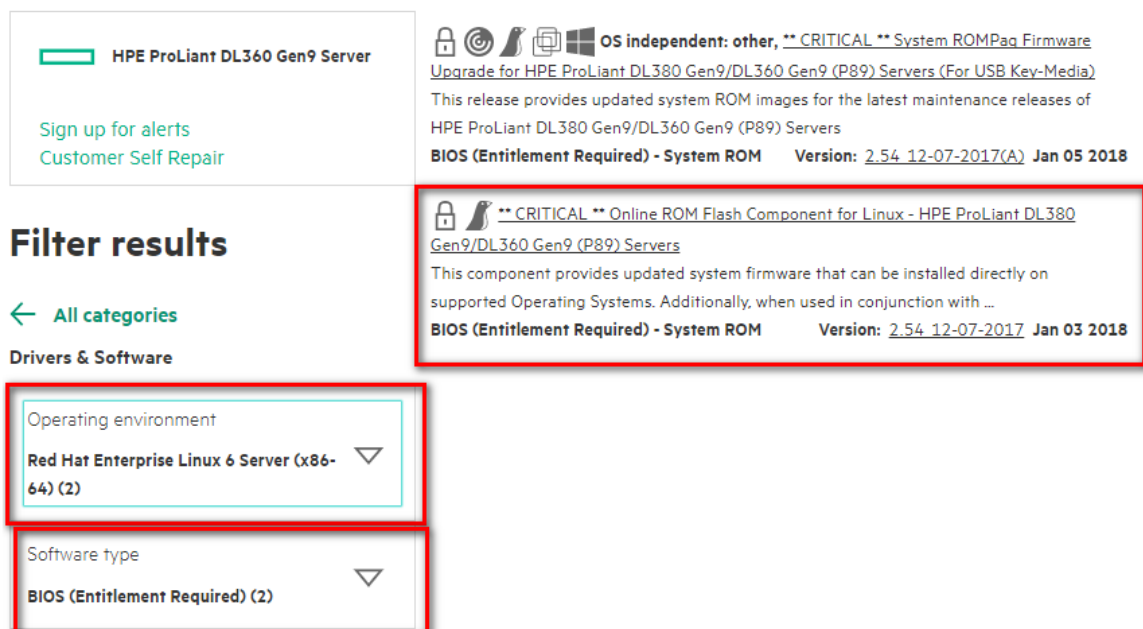 HPE ProLiant DL360 Gen9 Server
Sign up for alerts
Customer Self Repair
Filter results
All categories
Drivers & Software
Operating environment
Red Hat Enterprise Linux 6 Server (x86-
64) (2)
Software type
BIOS (Entitlement Required) (2)
OS independent: other, ** CRITICAL ** System ROMPaq Firmware
Upgrade for HPE ProLiant DL380 Gen9/DL360 Gen9 (P89) Servers (For USB Key-Media)
This release provides updated system ROM images for the latest maintenance releases of
HPE ProLiant DL380 Gen9/DL360 Gen9 (P89) Servers
BIOS (Entitlement Required) - System ROM Version: 2.54_12-07-2017(A) Jan 05 2018
** CRITICAL ** Online ROM Flash Component for Linux - HPE ProLiant DL380
Gen9/DL360 Gen9 (P89) Servers
This component provides updated system firmware that can be installed directly on
supported Operating Systems. Additionally, when used in conjunction with ...
BIOS (Entitlement Required) - System ROM Version: 2.54_12-07-2017 Jan 03 2018